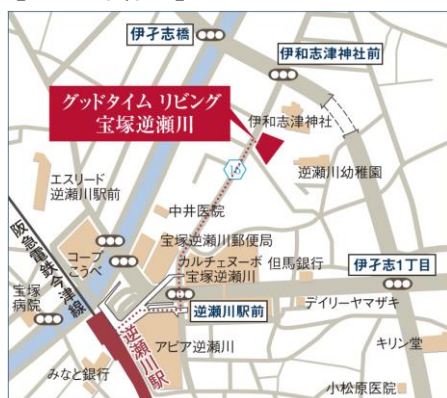 伊孑志橋
伊和志津神社前
グッドタイム リビング
宝塚逆瀬川
伊和志津神社
逆瀬川幼稚園
エスリード
逆瀬川駅前
中井医院
阪急電鉄今津線
コープ
こうべ
宝塚逆瀬川郵便局
カルチェヌーボ
宝塚逆瀬川
但馬銀行
伊孑志1丁目
宝塚
病院
逆瀬川駅前
デイリーヤマザキ
逆瀬川駅
アピア逆瀬川
キリン堂
みなと銀行
小松原医院